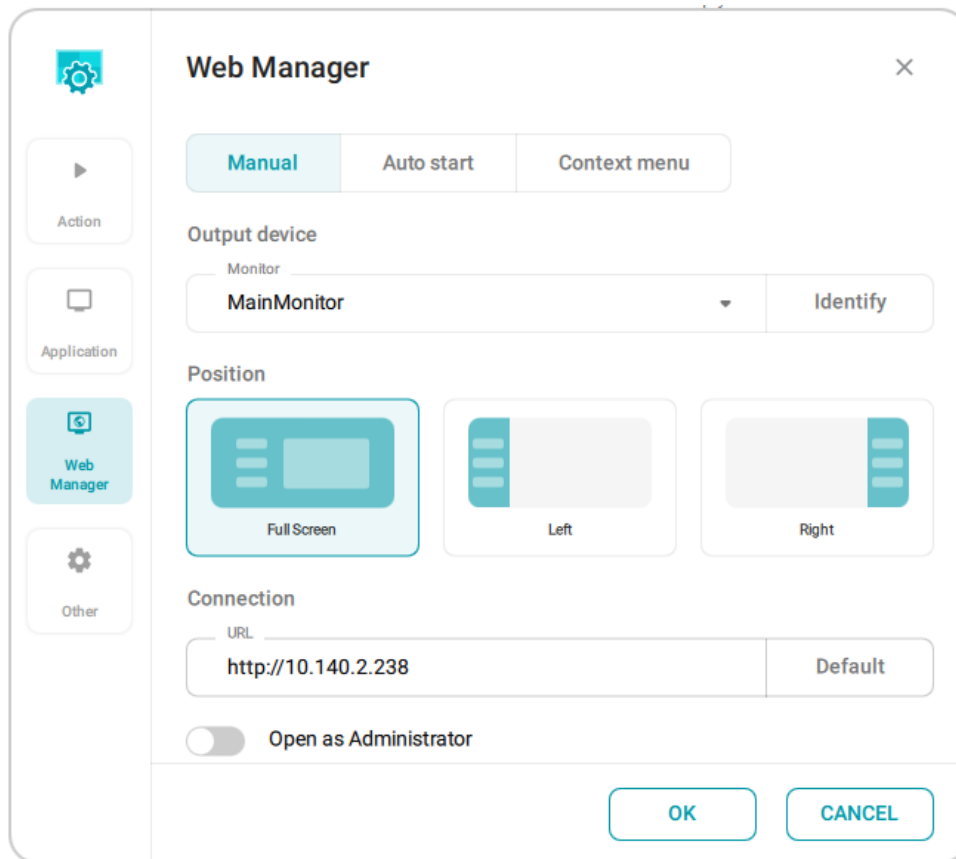 Web Manager
Action
Application
Web
Manager
Other
Manual Auto start Context menu
Output device
Monitor
MainMonitor Identify
Position
Full Screen Left Right
Connection
URL
http://10.140.2.238 Default
Open as Administrator
OK CANCEL